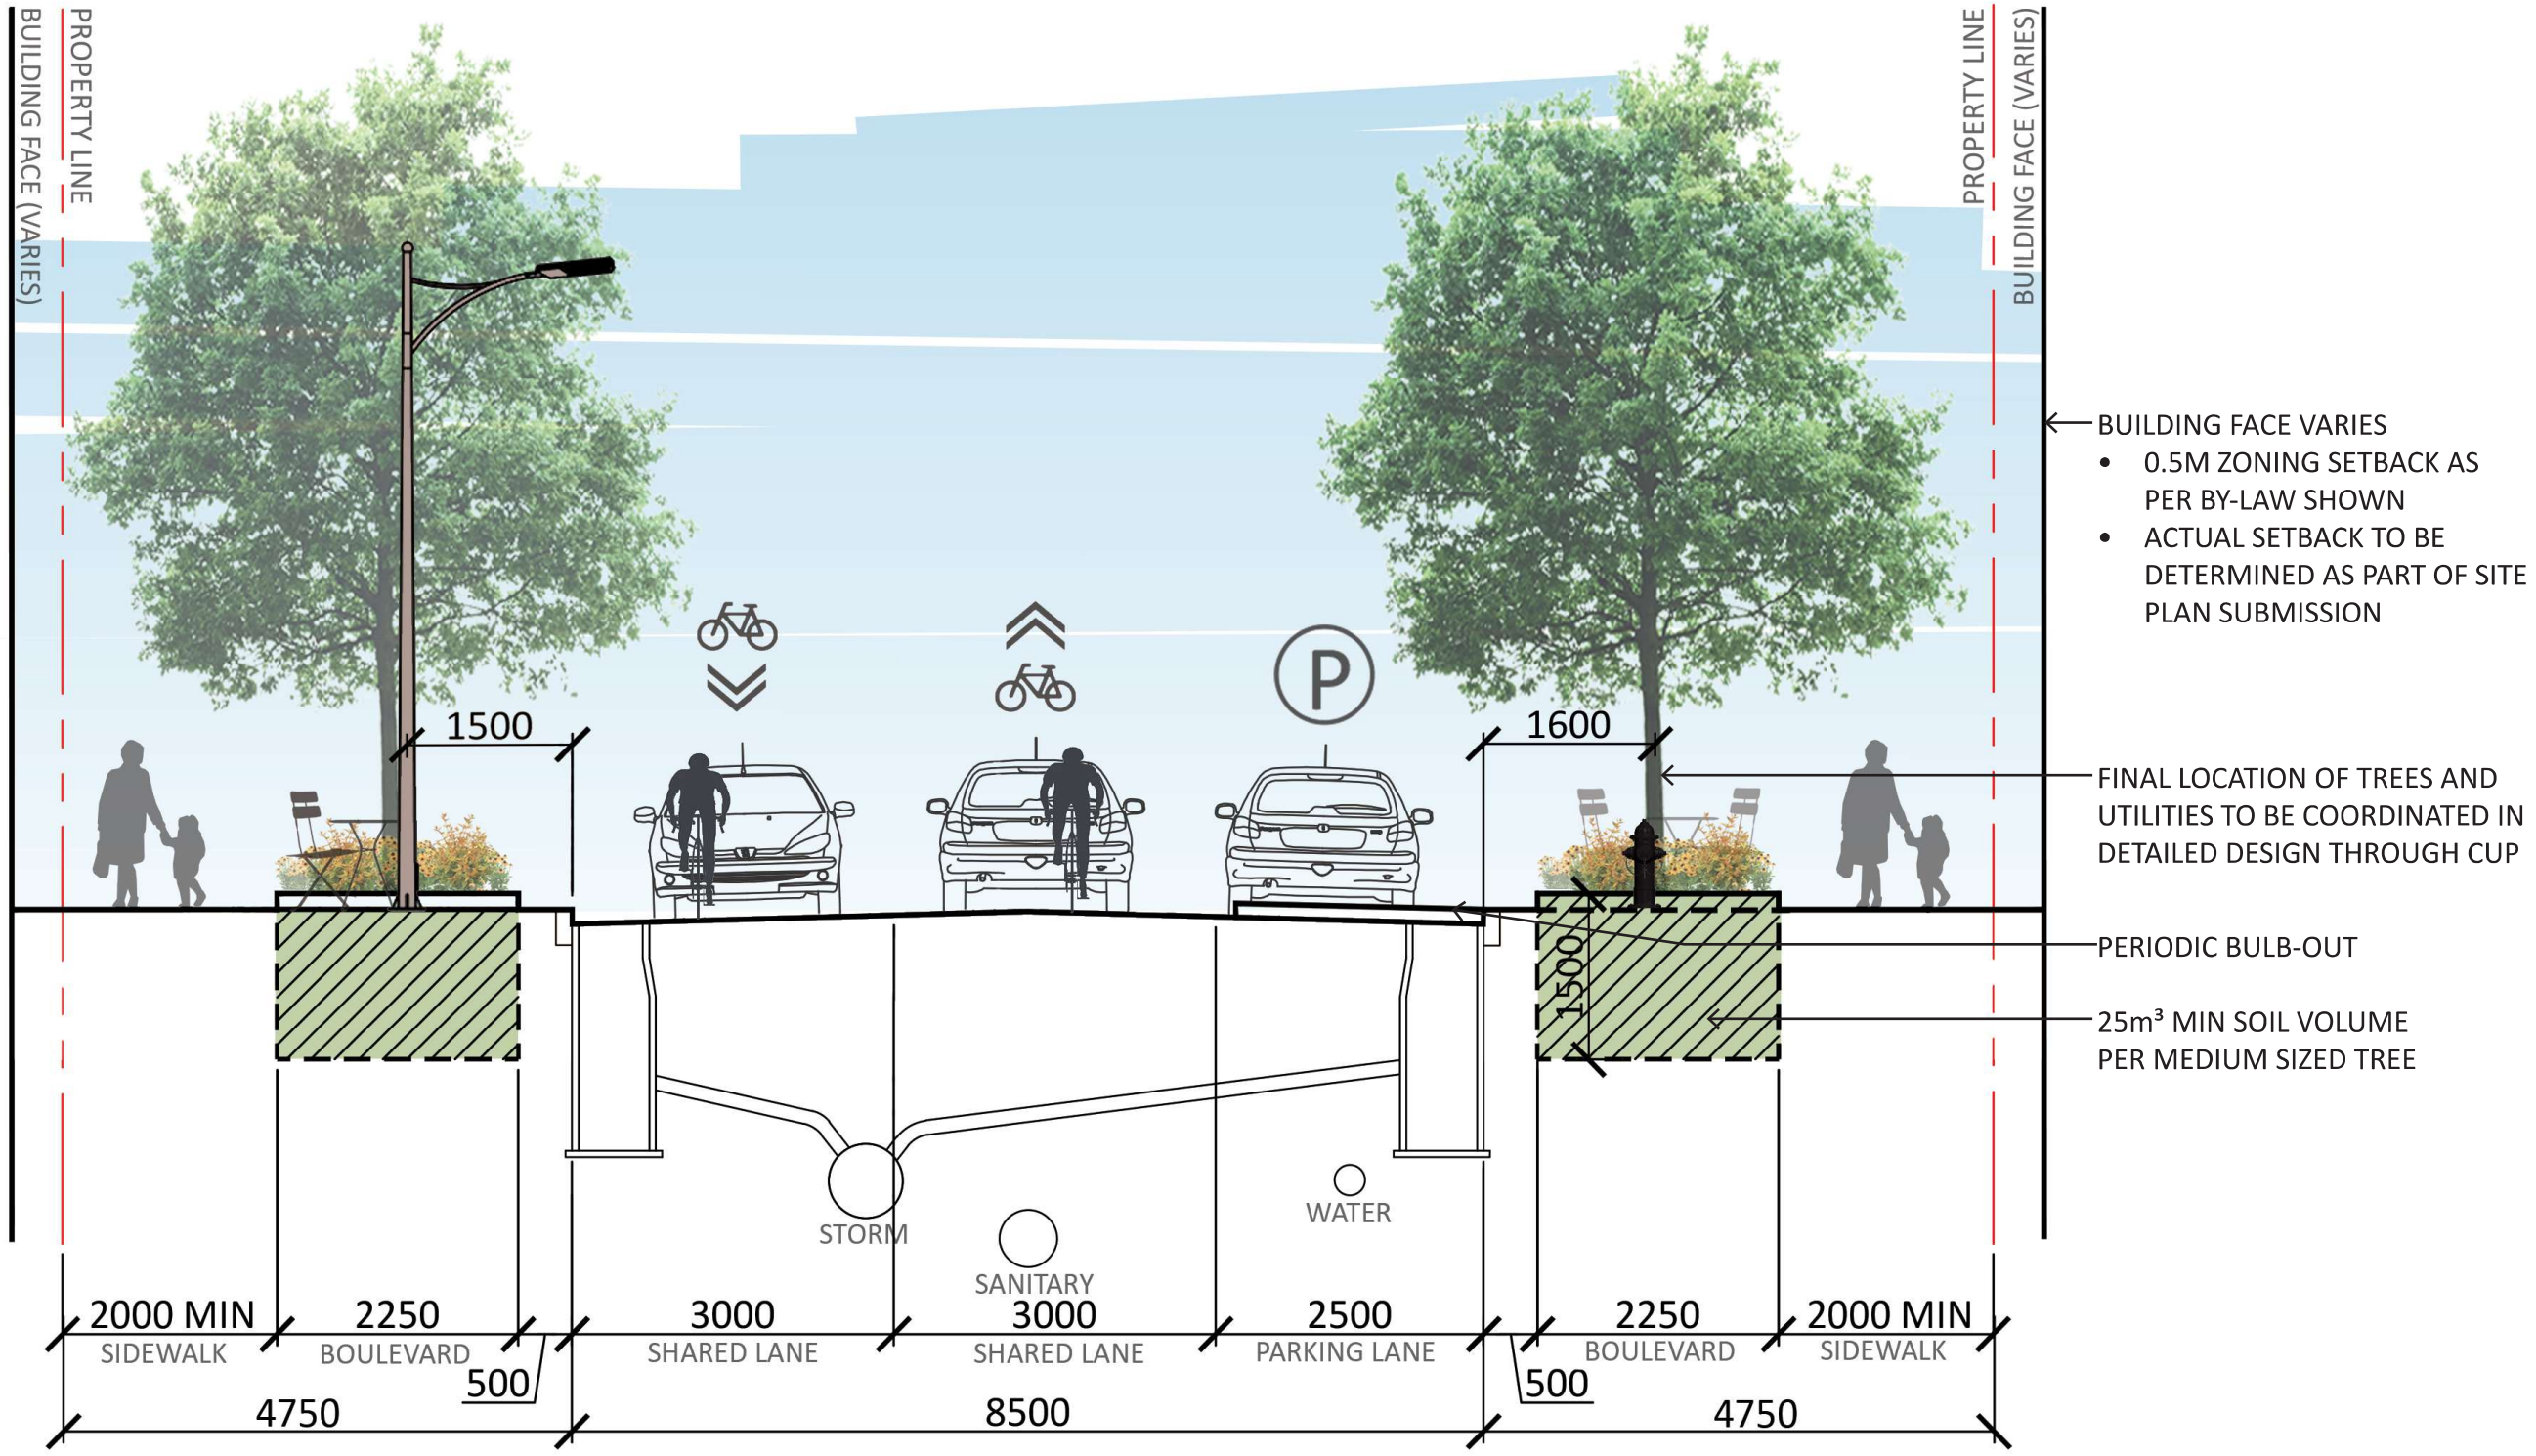 BUILDING FACE (VARIES)
PROPERTY LINE
PROPERTY LINE
BUILDING FACE (VARIES)
BUILDING FACE VARIES
• 0.5M ZONING SETBACK AS
PER BY-LAW SHOWN
• ACTUAL SETBACK TO BE
DETERMINED AS PART OF SITE
PLAN SUBMISSION
P
1500
1600
FINAL LOCATION OF TREES AND
UTILITIES TO BE COORDINATED IN
DETAILED DESIGN THROUGH CUP
PERIODIC BULB-OUT
1500
25m³ MIN SOIL VOLUME
PER MEDIUM SIZED TREE
STORM
SANITARY
WATER
2000 MIN
SIDEWALK
2250
BOULEVARD
500
3000
SHARED LANE
3000
SHARED LANE
2500
PARKING LANE
500
2250
BOULEVARD
2000 MIN
SIDEWALK
4750
8500
4750